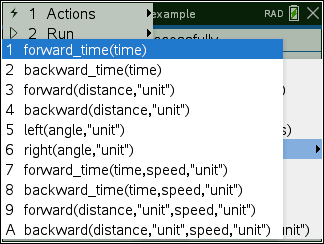 1 Actions
example
RAD
2 Run
ssfully
1 forward_time(time)
2 backward_time(time)
3 forward(distance,"unit")
4 backward(distance,"unit")
5 left(angle,"unit")
s)
6 right(angle,"unit")
7 forward_time(time,speed,"unit")
8 backward_time(time,speed,"unit")
9 forward(distance,"unit",speed,"unit")
A backward(distance,"unit",speed,"unit")